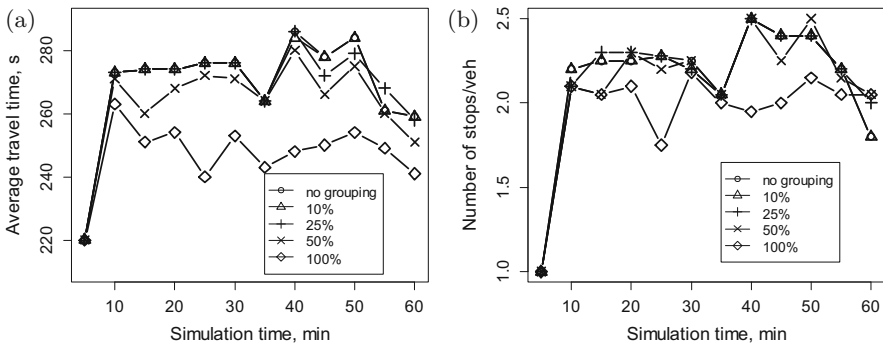 (a)
Average travel time, s
280
260
240
220
10 20 30 40 50 60
Simulation time, min
no grouping
10%
25%
50%
100%
(b)
Number of stops/veh
2.5
2.0
1.5
1.0
10 20 30 40 50 60
Simulation time, min
no grouping
10%
25%
50%
100%